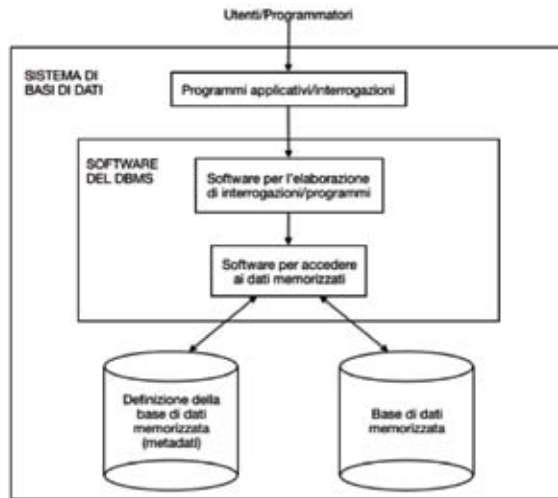 Utenti/Programmatori
SISTEMA DI
BASI DI DATI
Programmi applicativi/interrogazioni
SOFTWARE
DEL DBMS
Software per l'elaborazione
di interrogazioni/programmi
Software per accedere
ai dati memorizzati
Definizione della
base di dati
memorizzata
(metadati)
Base di dati
memorizzata